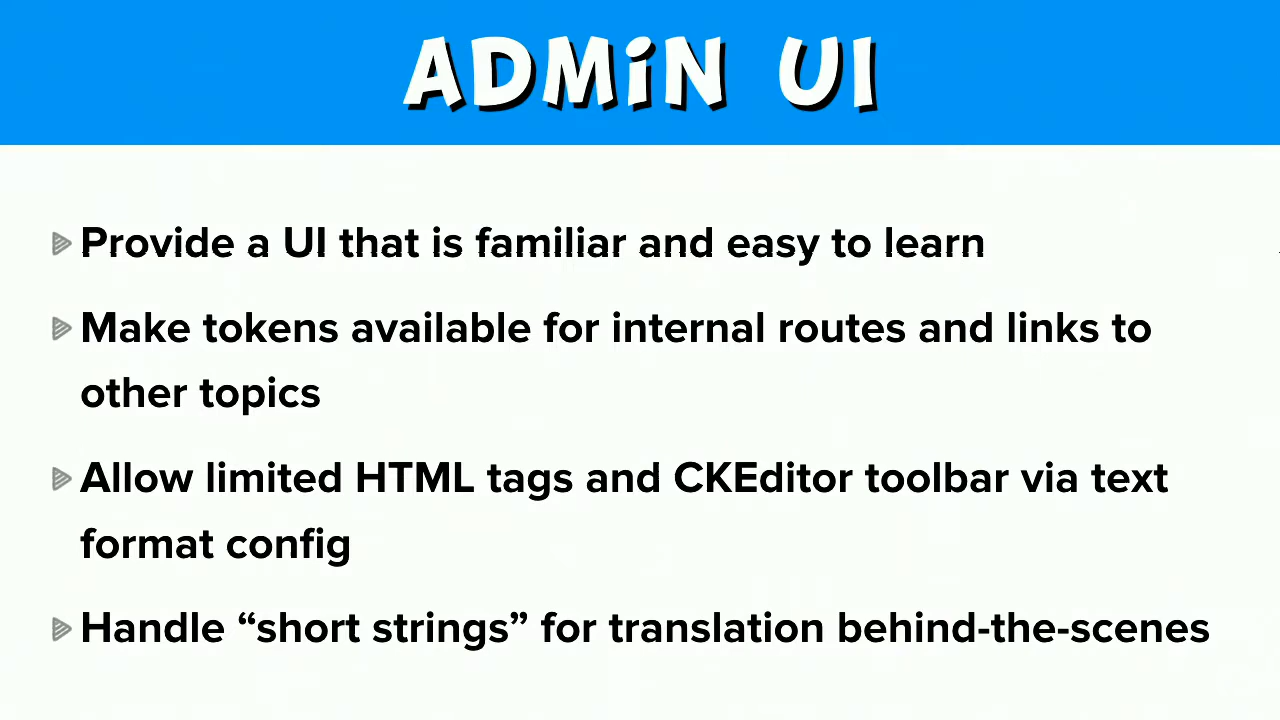 ADMiN UI
Provide a UI that is familiar and easy to learn
Make tokens available for internal routes and links to
other topics
Allow limited HTML tags and CKEditor toolbar via text
format config
Handle “short strings” for translation behind-the-scenes